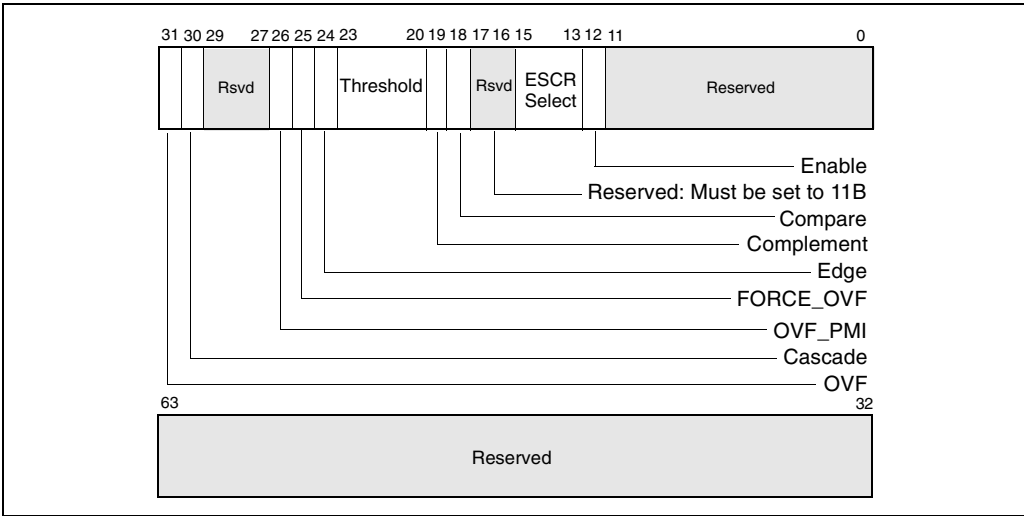 31 30 29 27 26 25 24 23 20 19 18 17 16 15 13 12 11 0
Rsvd Threshold Rsvd ESCR Select Reserved
Enable
Reserved: Must be set to 11B
Compare
Complement
Edge
FORCE_OVF
OVF_PMI
Cascade
OVF
63 32
Reserved